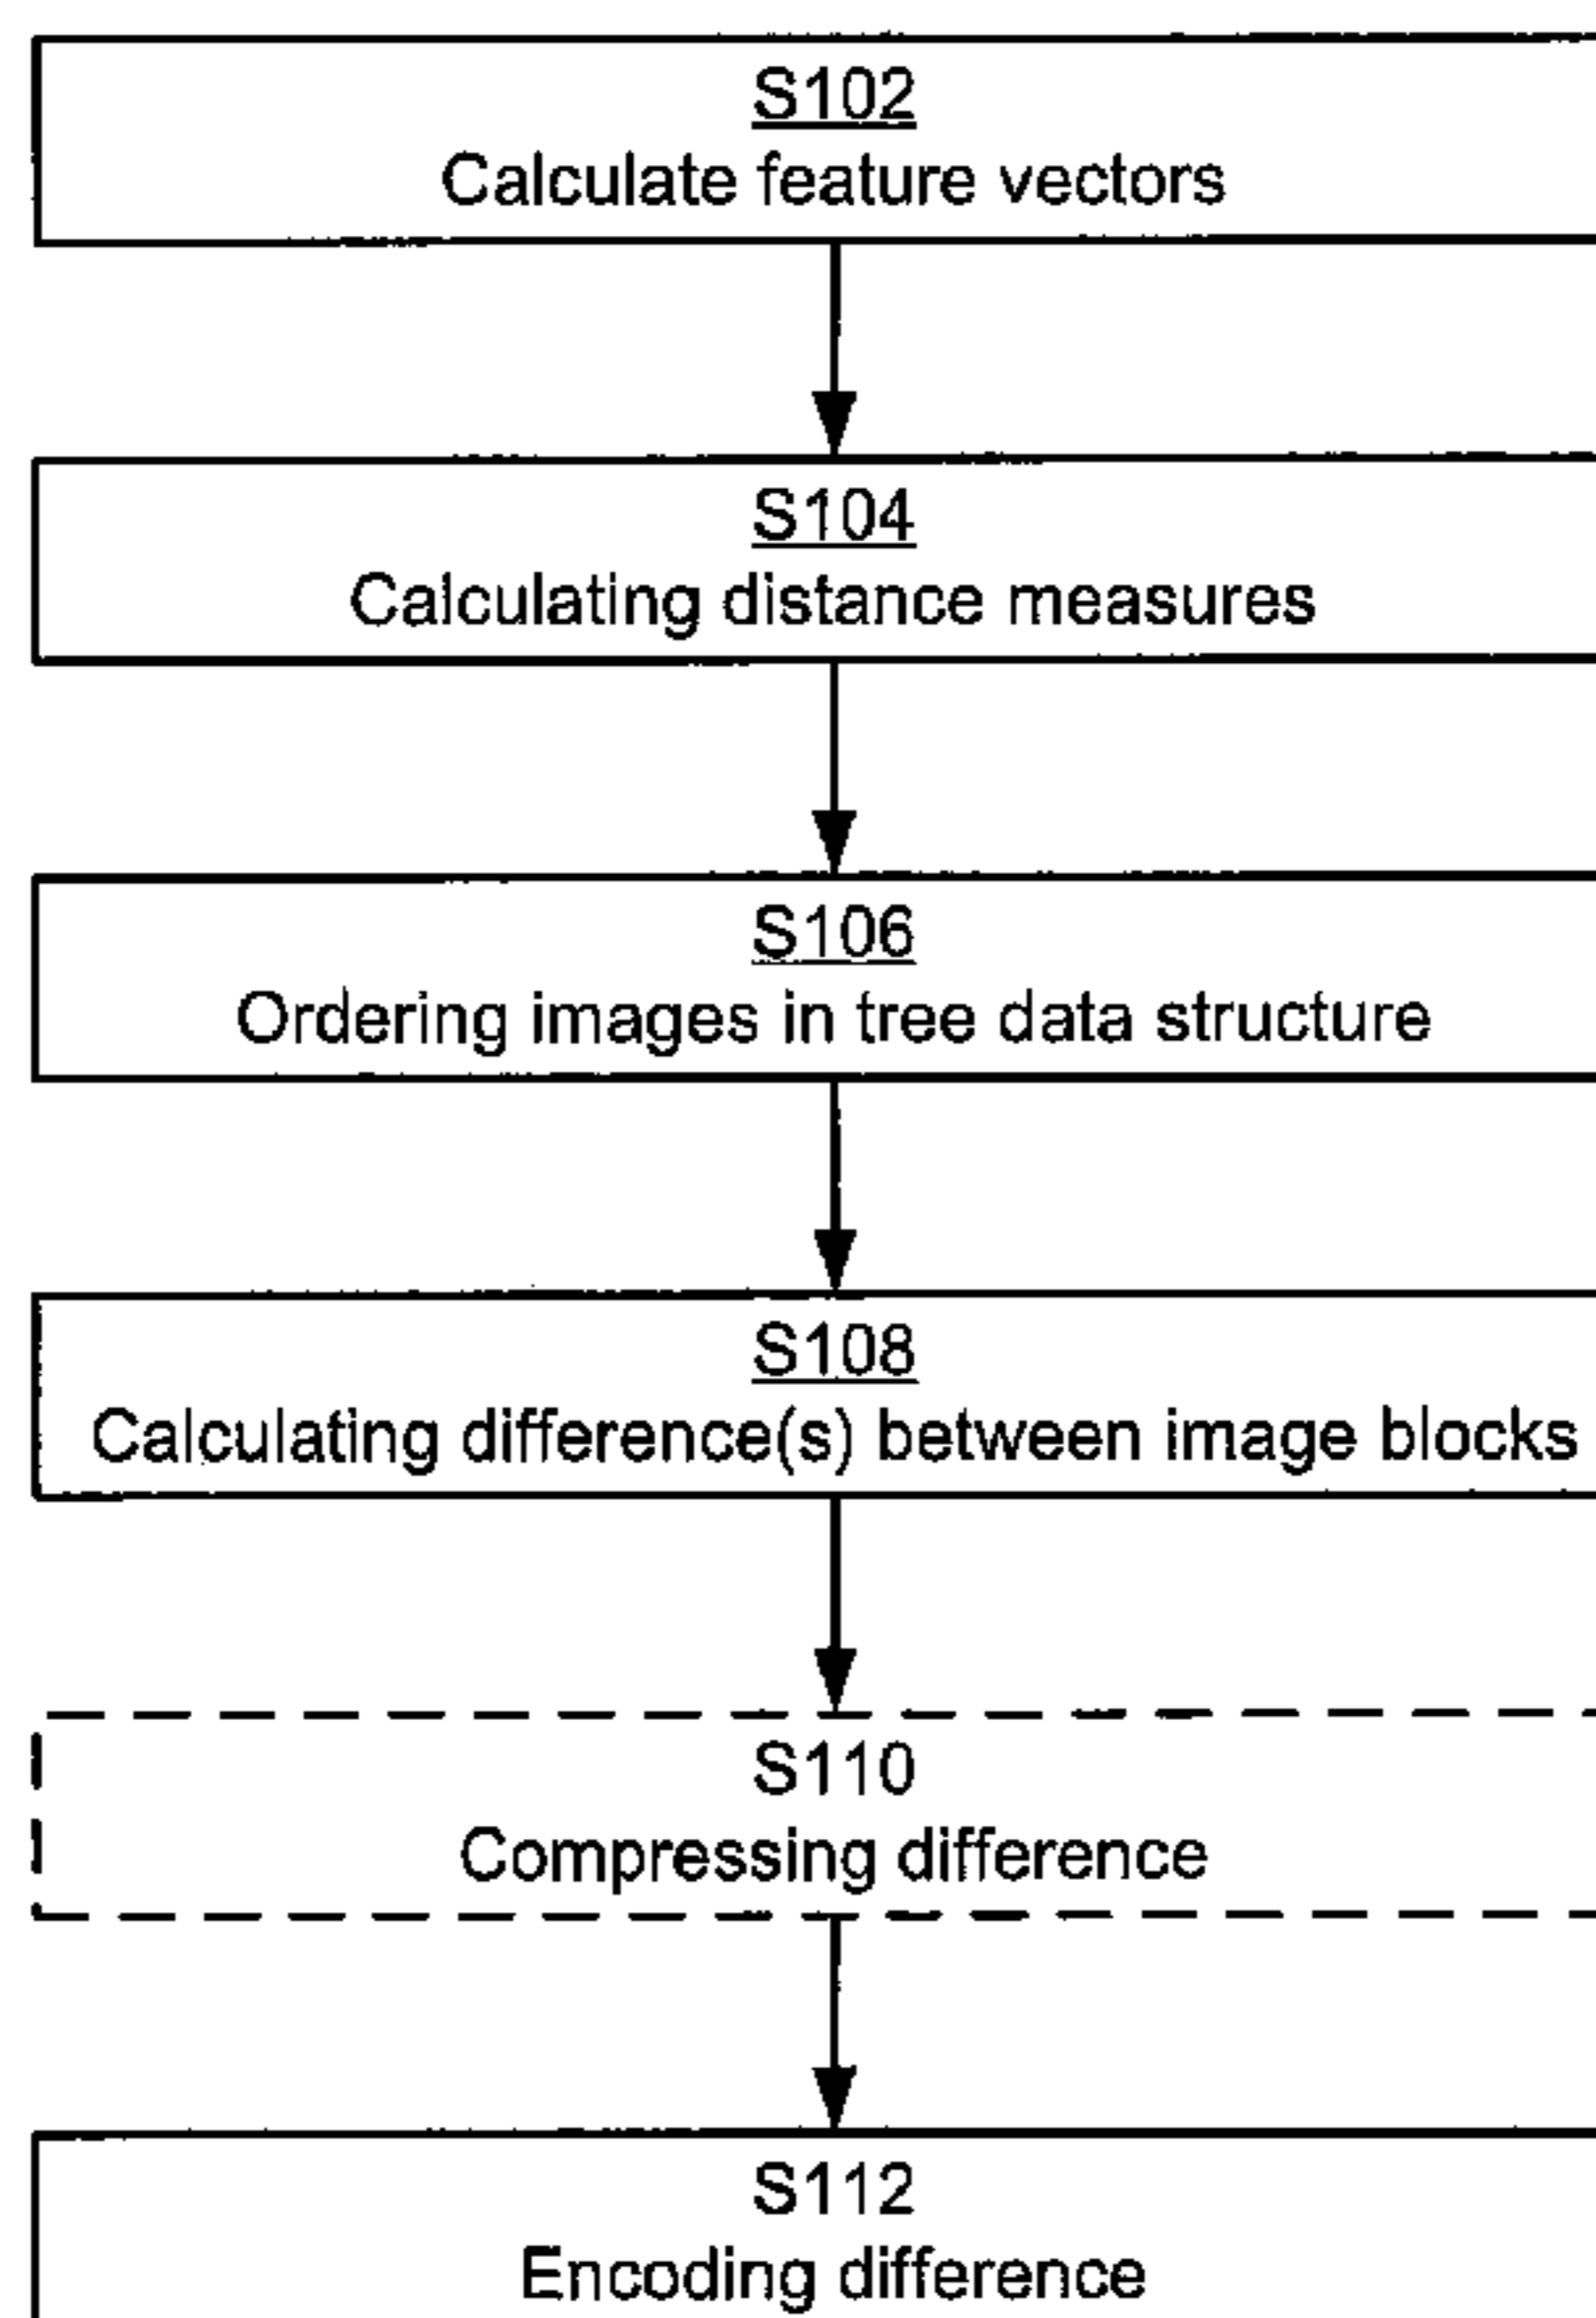 S102
Calculate feature vectors
S104
Calculating distance measures
S106
Ordering images in tree data structure
S108
Calculating difference(s) between image blocks
S110
Compressing difference
S112
Encoding difference